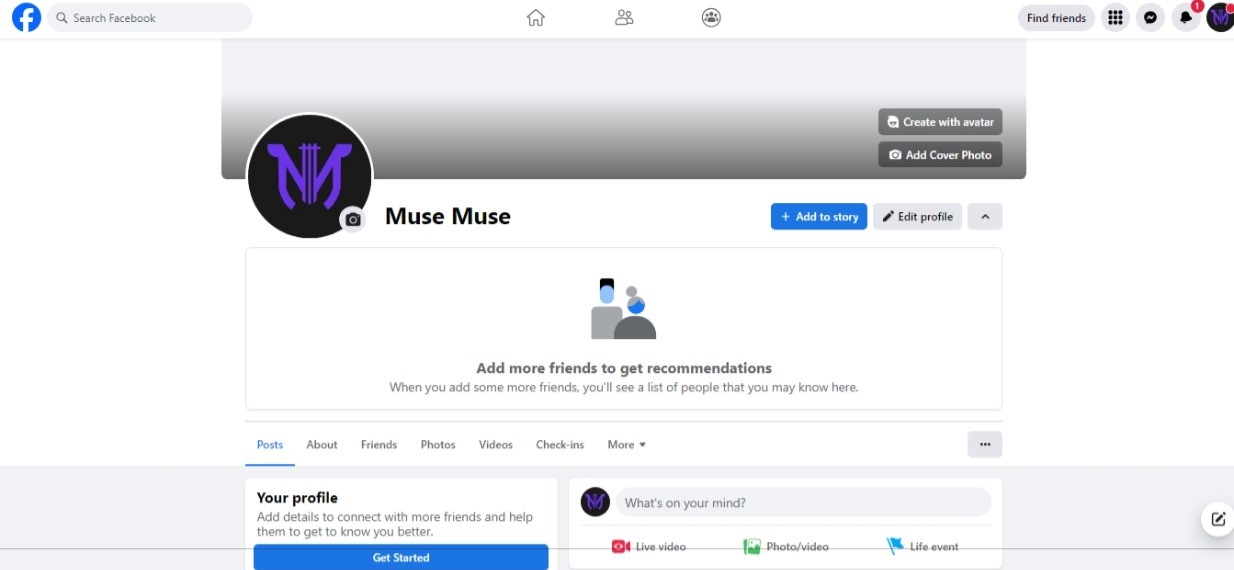 Search Facebook
Find friends
1
Create with avatar
Add Cover Photo
Muse Muse
+ Add to story
Edit profile
Add more friends to get recommendations
When you add some more friends, you'll see a list of people that you may know here.
Posts About Friends Photos Videos Check-ins More
Your profile
Add details to connect with more friends and help
them to get to know you better.
Get Started
What's on your mind?
Live video Photo/video Life event